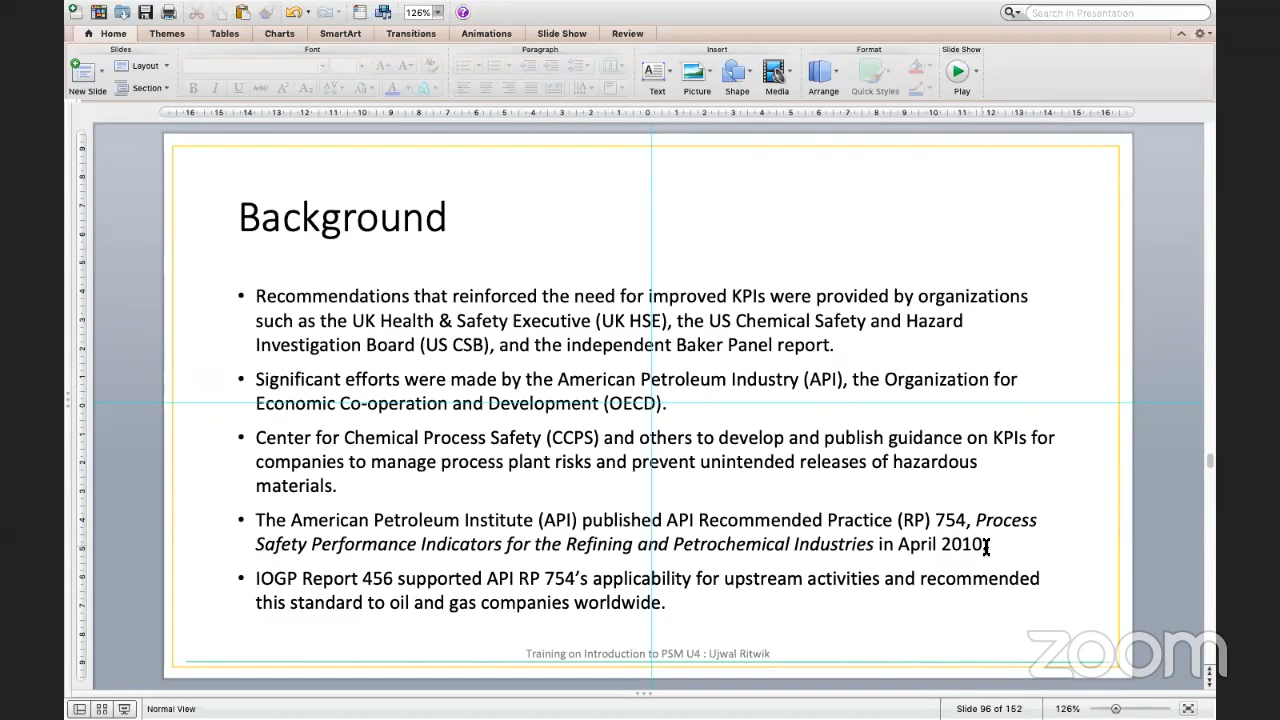 126%
Search in Presentation
Home Themes Tables Charts SmartArt Transitions Animations Slide Show Review
Slides Font Paragraph Insert Format Slide Show
Layout
Section
New Slide Text Picture Shape Media Arrange Quick Styles Play
Background
• Recommendations that reinforced the need for improved KPIs were provided by organizations
such as the UK Health & Safety Executive (UK HSE), the US Chemical Safety and Hazard
Investigation Board (US CSB), and the independent Baker Panel report.
• Significant efforts were made by the American Petroleum Industry (API), the Organization for
Economic Co-operation and Development (OECD).
• Center for Chemical Process Safety (CCPS) and others to develop and publish guidance on KPIs for
companies to manage process plant risks and prevent unintended releases of hazardous
materials.
• The American Petroleum Institute (API) published API Recommended Practice (RP) 754, Process
Safety Performance Indicators for the Refining and Petrochemical Industries in April 2010
• IOGP Report 456 supported API RP 754’s applicability for upstream activities and recommended
this standard to oil and gas companies worldwide.
Training on Introduction to PSM U4 : Ujwal Ritwik
zoom
Normal View Slide 96 of 152 126%